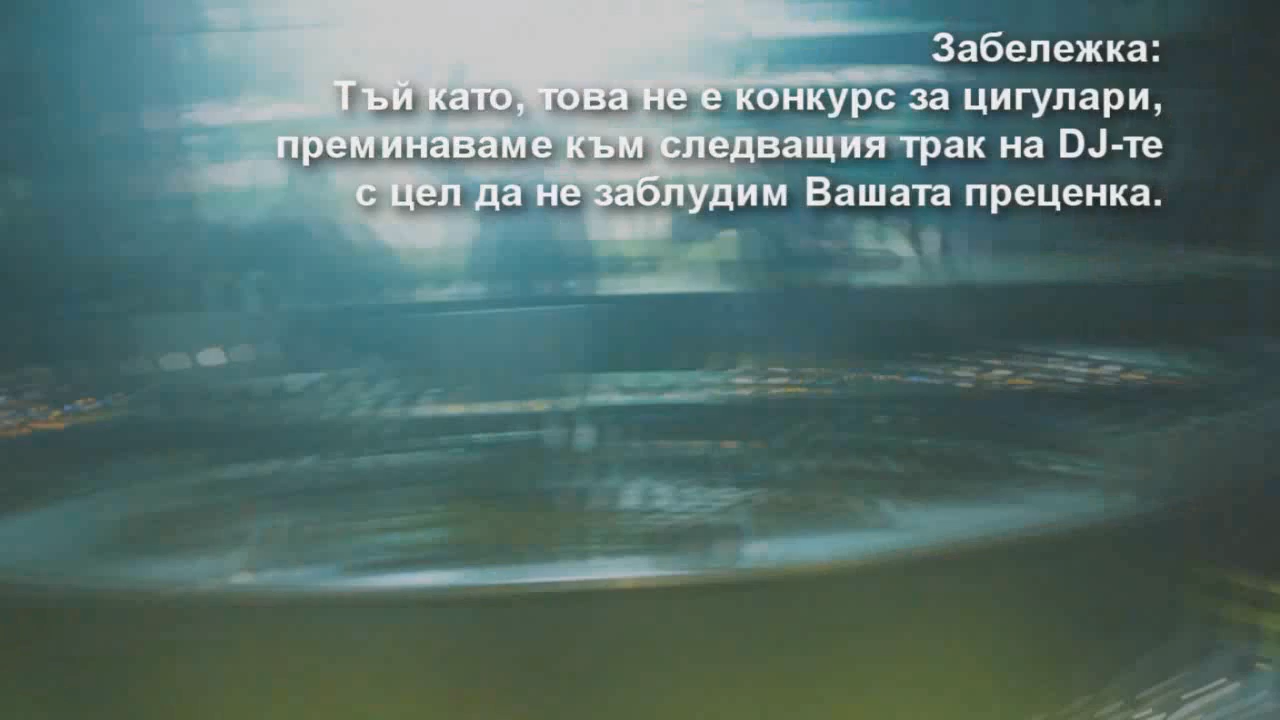 Забележка:
Тъй като, това не е конкурс за цигулари,
преминаваме към следващия трак на DJ-те
с цел да не заблудим Вашата преценка.